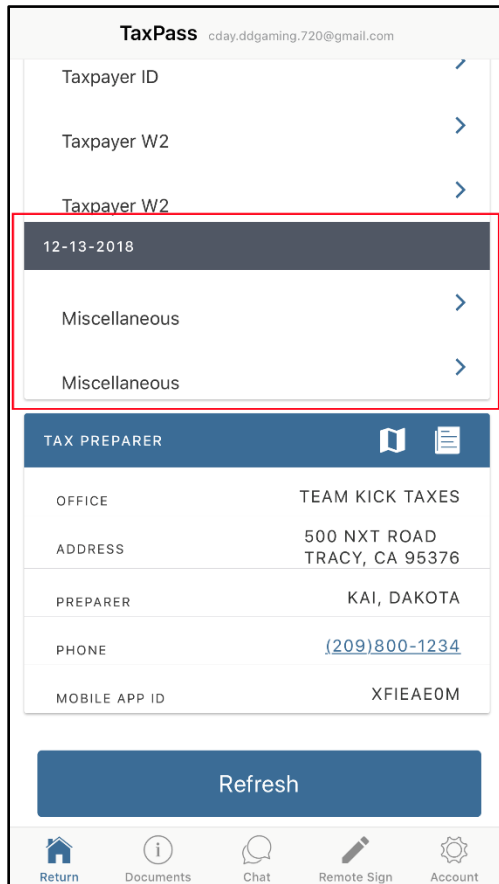 TaxPass cday.ddgaming.720@gmail.com
Taxpayer ID
Taxpayer W2
Taxpayer W2
12-13-2018
Miscellaneous
Miscellaneous
TAX PREPARER
OFFICE TEAM KICK TAXES
ADDRESS 500 NXT ROAD
TRACY, CA 95376
PREPARER KAI, DAKOTA
PHONE (209)800-1234
MOBILE APP ID XFIEAE0M
Refresh
Return Documents Chat Remote Sign Account